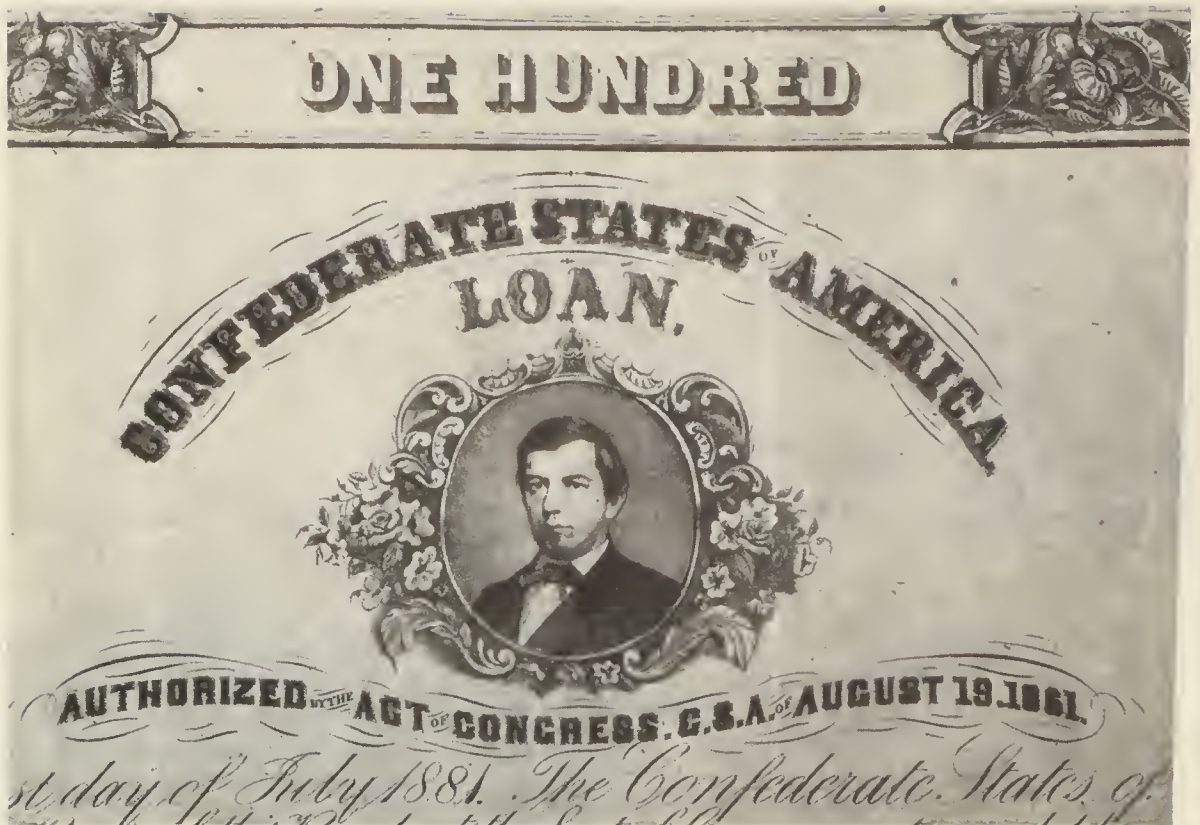 ONE HUNDRED
CONFEDERATE STATES OF AMERICA
LOAN,
AUTHORIZED BY THE ACT OF CONGRESS. C.S.A. OF AUGUST 19. 1861.
st day of July 1881. The Confederate States of